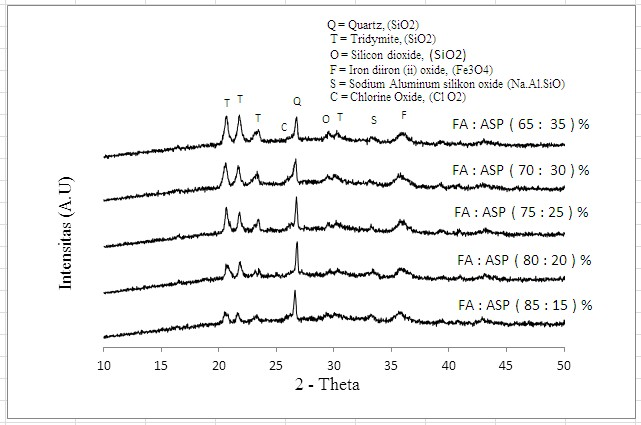 Q = Quartz, (SiO2)
T = Tridymite, (SiO2)
O = Silicon dioxide, (SiO2)
F = Iron diiron (ii) oxide, (Fe3O4)
S = Sodium Aluminum silikon oxide (Na.Al.SiO)
C = Chlorine Oxide, (Cl O2)
T T T C Q O T S F
FA : ASP ( 65 : 35 ) %
FA : ASP ( 70 : 30 ) %
FA : ASP ( 75 : 25 ) %
FA : ASP ( 80 : 20 ) %
FA : ASP ( 85 : 15 ) %
Intensitas (A.U)
10 15 20 25 30 35 40 45 50
2 - Theta